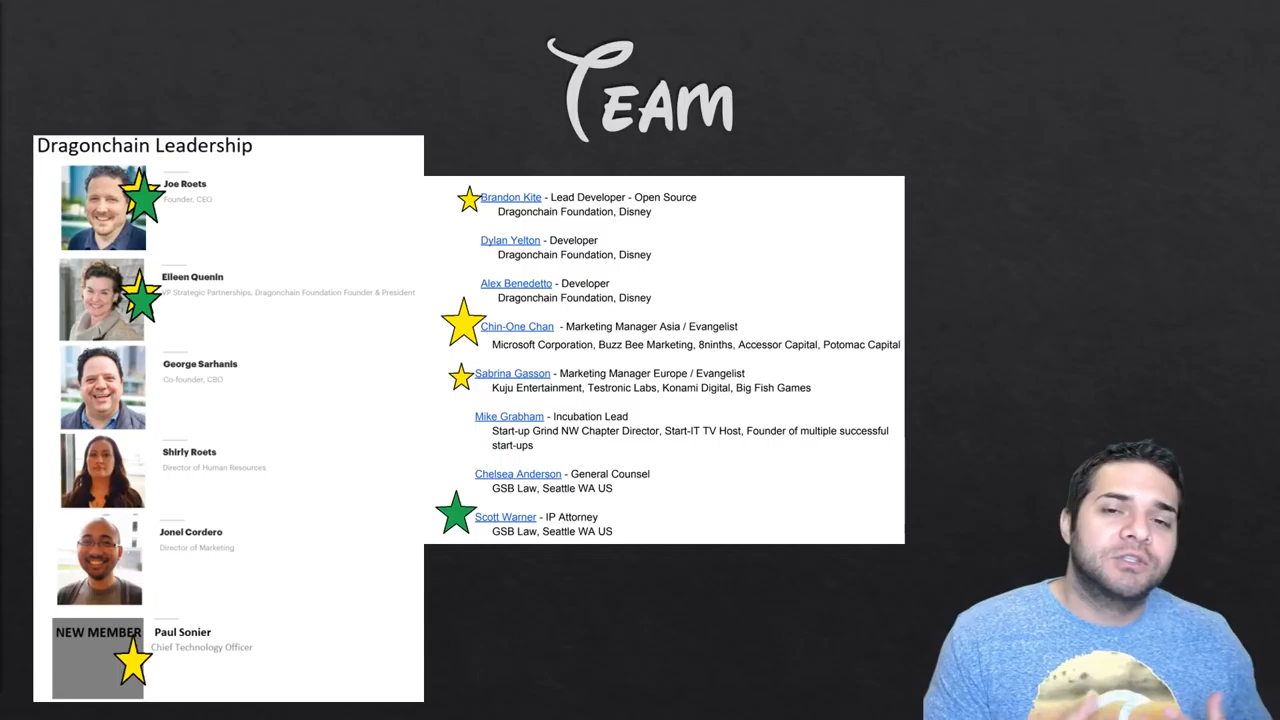 TEAM
Dragonchain Leadership
Joe Roets
Founder, CEO
Eileen Quenin
VP Strategic Partnerships, Dragonchain Foundation Founder & President
George Sarhanis
Co-founder, CBO
Shirly Roets
Director of Human Resources
Jonel Cordero
Director of Marketing
NEW MEMBER
Paul Sonier
Chief Technology Officer
Brandon Kite - Lead Developer - Open Source
Dragonchain Foundation, Disney
Dylan Yelton - Developer
Dragonchain Foundation, Disney
Alex Benedetto - Developer
Dragonchain Foundation, Disney
Chin-One Chan - Marketing Manager Asia / Evangelist
Microsoft Corporation, Buzz Bee Marketing, 8ninths, Accessor Capital, Potomac Capital
Sabrina Gasson - Marketing Manager Europe / Evangelist
Kuju Entertainment, Testronic Labs, Konami Digital, Big Fish Games
Mike Grabham - Incubation Lead
Start-up Grind NW Chapter Director, Start-IT TV Host, Founder of multiple successful
start-ups
Chelsea Anderson - General Counsel
GSB Law, Seattle WA US
Scott Warner - IP Attorney
GSB Law, Seattle WA US